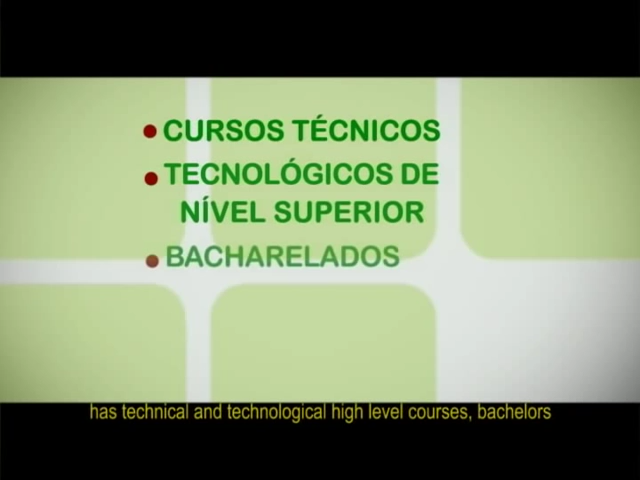 CURSOS TÉCNICOS
TECNOLÓGICOS DE
NÍVEL SUPERIOR
BACHARELADOS
has technical and technological high level courses, bachelors